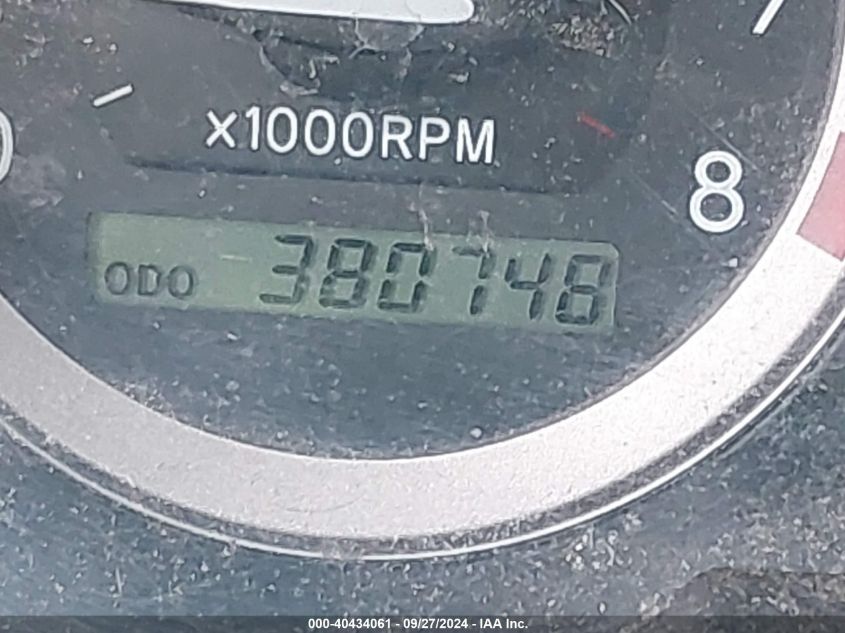 x1000RPM
8
ODO 380748
000-40434061 - 09/27/2024 - IAA Inc.